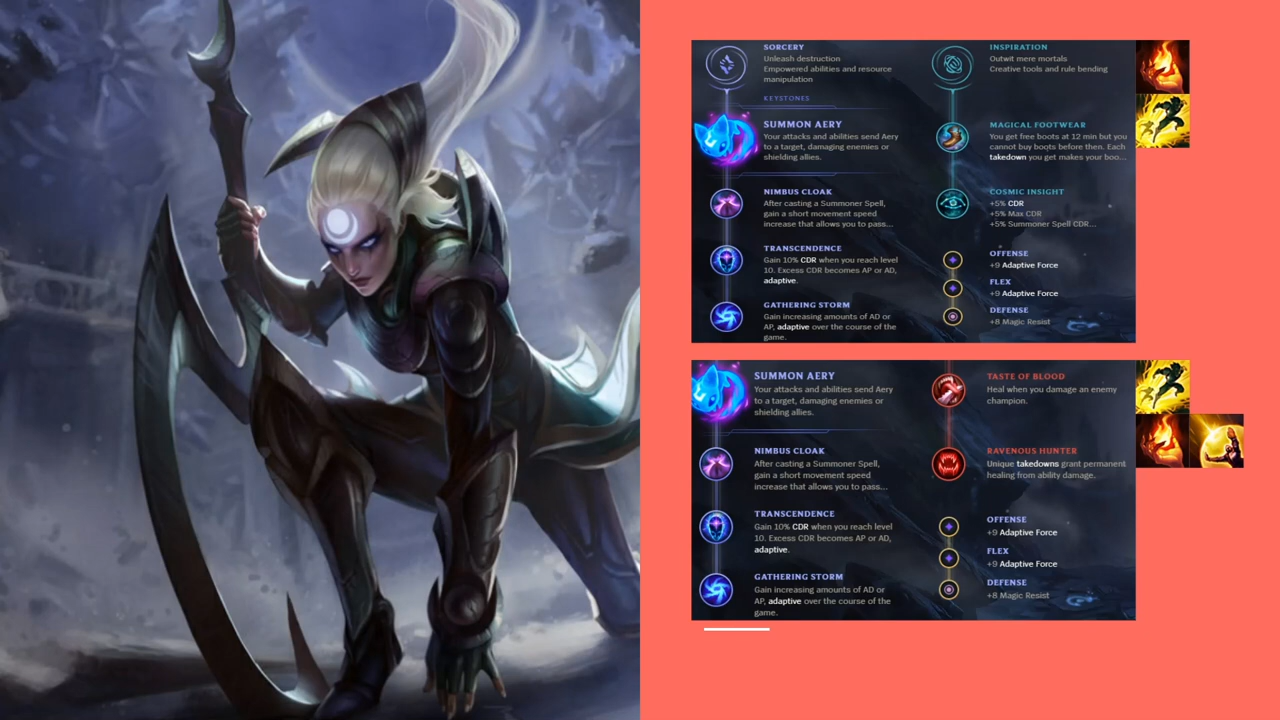 SORCERY
Unleash destruction
Empowered abilities and resource
manipulation
KEYSTONES
SUMMON AERY
Your attacks and abilities send Aery
to a target, damaging enemies or
shielding allies.
NIMBUS CLOAK
After casting a Summoner Spell,
gain a short movement speed
increase that allows you to pass...
TRANSCENDENCE
Gain 10% CDR when you reach level
10. Excess CDR becomes AP or AD,
adaptive.
GATHERING STORM
Gain increasing amounts of AD or
AP, adaptive over the course of the
game.
INSPIRATION
Outwit mere mortals
Creative tools and rule bending
MAGICAL FOOTWEAR
You get free boots at 12 min but you
cannot buy boots before then. Each
takedown you get makes your boo...
COSMIC INSIGHT
+5% CDR
+5% Max CDR
+5% Summoner Spell CDR...
OFFENSE
+9 Adaptive Force
FLEX
+9 Adaptive Force
DEFENSE
+8 Magic Resist
SUMMON AERY
Your attacks and abilities send Aery
to a target, damaging enemies or
shielding allies.
NIMBUS CLOAK
After casting a Summoner Spell,
gain a short movement speed
increase that allows you to pass...
TRANSCENDENCE
Gain 10% CDR when you reach level
10. Excess CDR becomes AP or AD,
adaptive.
GATHERING STORM
Gain increasing amounts of AD or
AP, adaptive over the course of the
game.
TASTE OF BLOOD
Heal when you damage an enemy
champion.
RAVENOUS HUNTER
Unique takedowns grant permanent
healing from ability damage.
OFFENSE
+9 Adaptive Force
FLEX
+9 Adaptive Force
DEFENSE
+8 Magic Resist